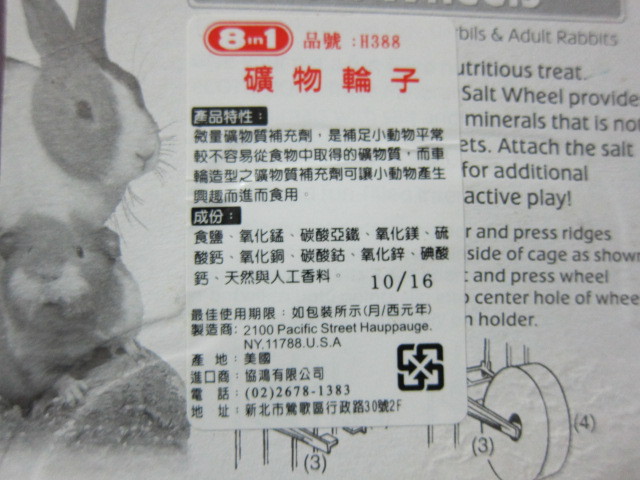 8in1 品號：H388
礦物輪子
產品特性：
微量礦物質補充劑，是補足小動物平常
較不容易從食物中取得的礦物質，而車
輪造型之礦物質補充劑可讓小動物產生
興趣而進而食用。
成份：
食鹽、氧化錳、碳酸亞鐵、氧化鎂、硫
酸鈣、氧化銅、碳酸鈷、氧化鋅、碘酸
鈣、天然與人工香料。
10/16
最佳使用期限：如包裝所示(月/西元年)
製造商：2100 Pacific Street Hauppauge.
NY.11788.U.S.A
產地：美國
進口商：協鴻有限公司
電話：(02)2678-1383
地址：新北市鶯歌區行政路30號2F
rbils & Adult Rabbits
utritious treat.
Salt Wheel provide
minerals that is not
ets. Attach the salt
for additional
active play!
r and press ridges
side of cage as shown
t and press wheel
o center hole of wheel
n holder.
(3)
(3)
(4)